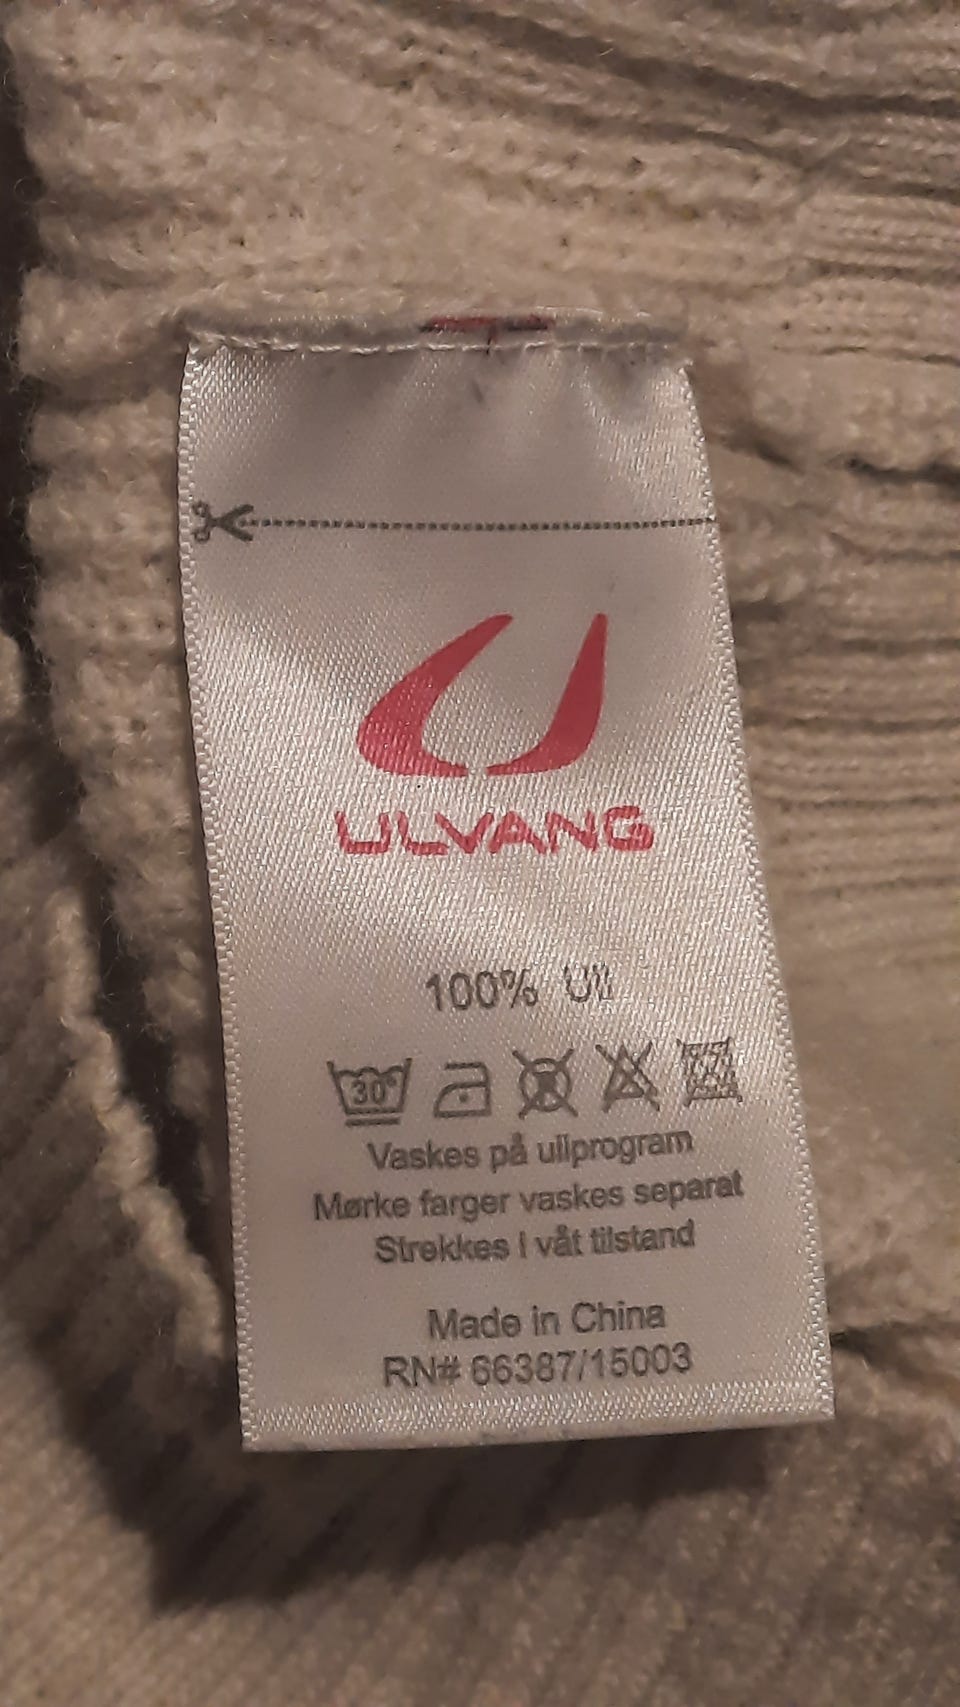 ULVANG
100% Ull
30°
Vaskes på ullprogram
Mørke farger vaskes separat
Strekkes i våt tilstand
Made in China
RN# 66387/15003